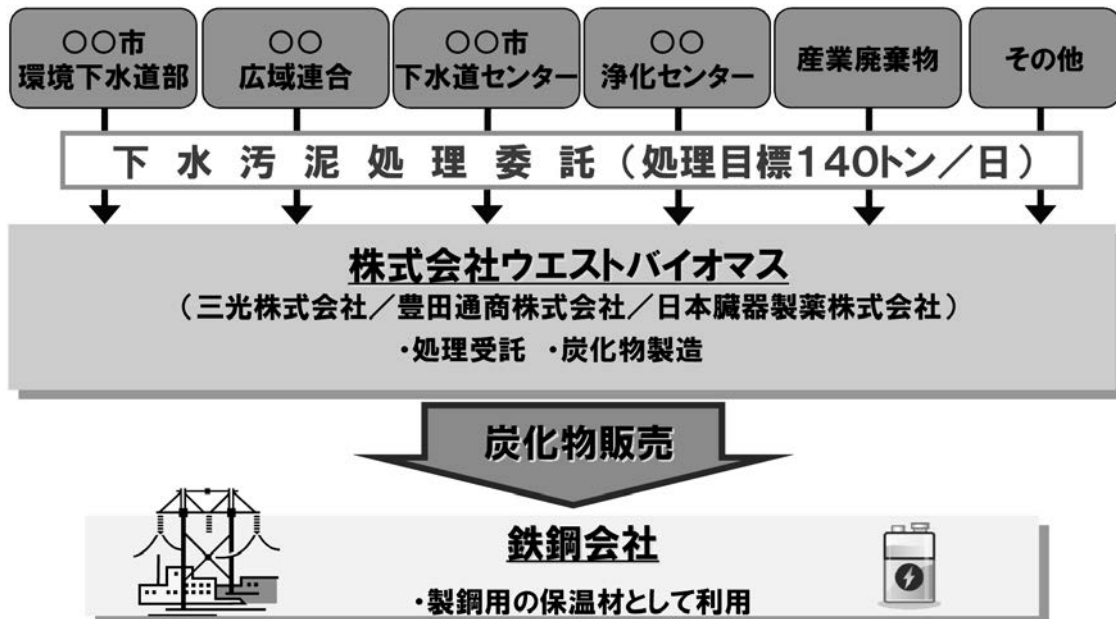 〇〇市
環境下水道部
〇〇
広域連合
〇〇市
下水道センター
〇〇
浄化センター
産業廃棄物
その他
下水汚泥処理委託(処理目標140トン/日)
株式会社ウエストバイオマス
(三光株式会社/豊田通商株式会社/日本臓器製薬株式会社)
・処理受託 ・炭化物製造
炭化物販売
鉄鋼会社
・製鋼用の保温材として利用